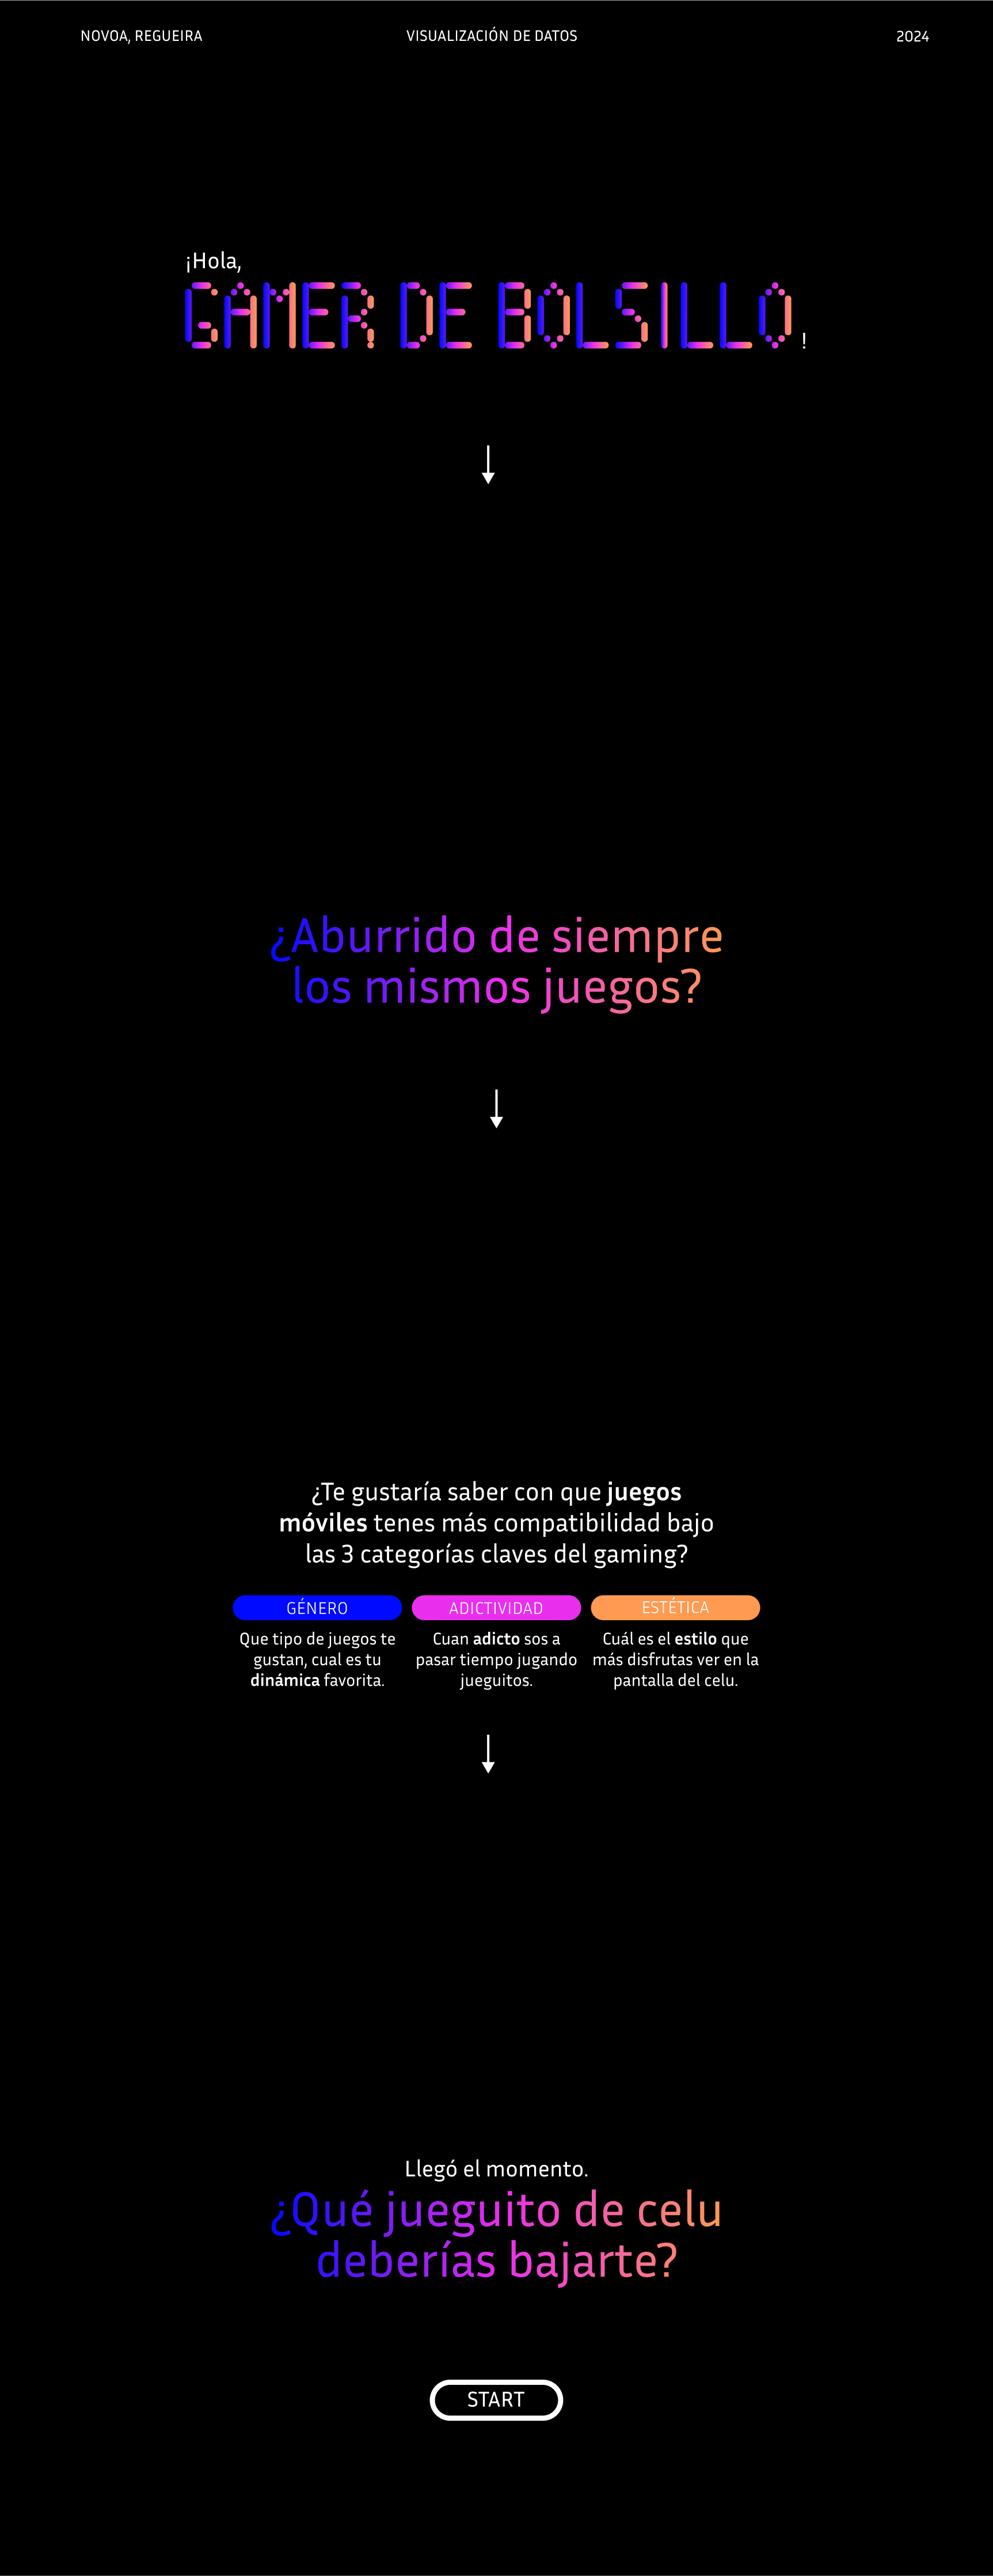 NOVOA, REGUEIRA
VISUALIZACIÓN DE DATOS
2024
¡Hola,
GAMER DE BOLSILLO!
¿Aburrido de siempre
los mismos juegos?
¿Te gustaría saber con que juegos
móviles tenes más compatibilidad bajo
las 3 categorías claves del gaming?
GÉNERO
Que tipo de juegos te
gustan, cual es tu
dinámica favorita.
ADICTIVIDAD
Cuan adicto sos a
pasar tiempo jugando
jueguitos.
ESTÉTICA
Cuál es el estilo que
más disfrutas ver en la
pantalla del celu.
Llegó el momento.
¿Qué jueguito de celu
deberías bajarte?
START